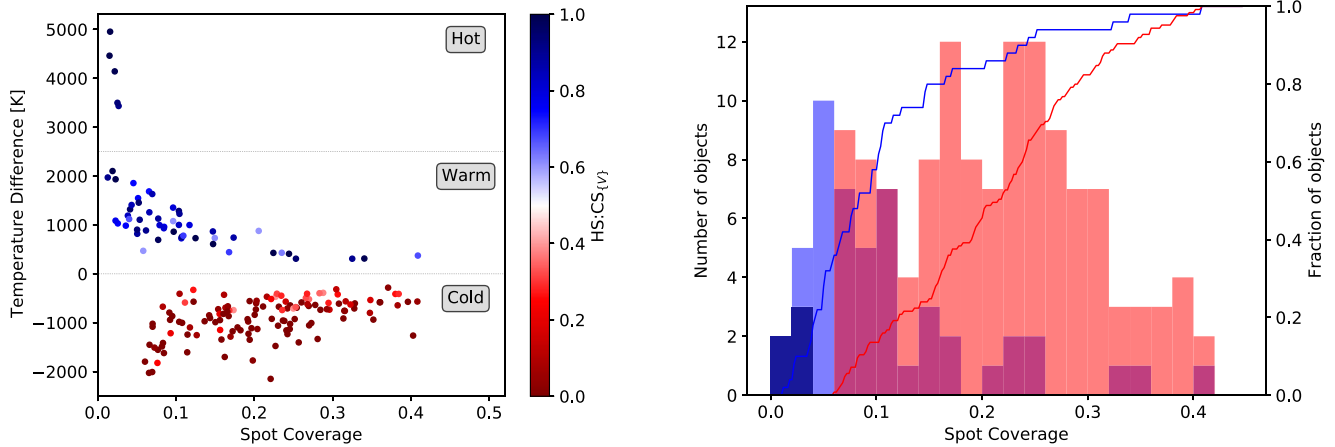 5000
4000
3000
2000
1000
0
−1000
−2000
Temperature Difference [K]
Hot
Warm
Cold
0.0 0.1 0.2 0.3 0.4 0.5
Spot Coverage
1.0
0.8
0.6
0.4
0.2
0.0
HS:CS{V}
12
10
8
6
4
2
0
Number of objects
0.0 0.1 0.2 0.3 0.4
Spot Coverage
1.0
0.8
0.6
0.4
0.2
0.0
Fraction of objects